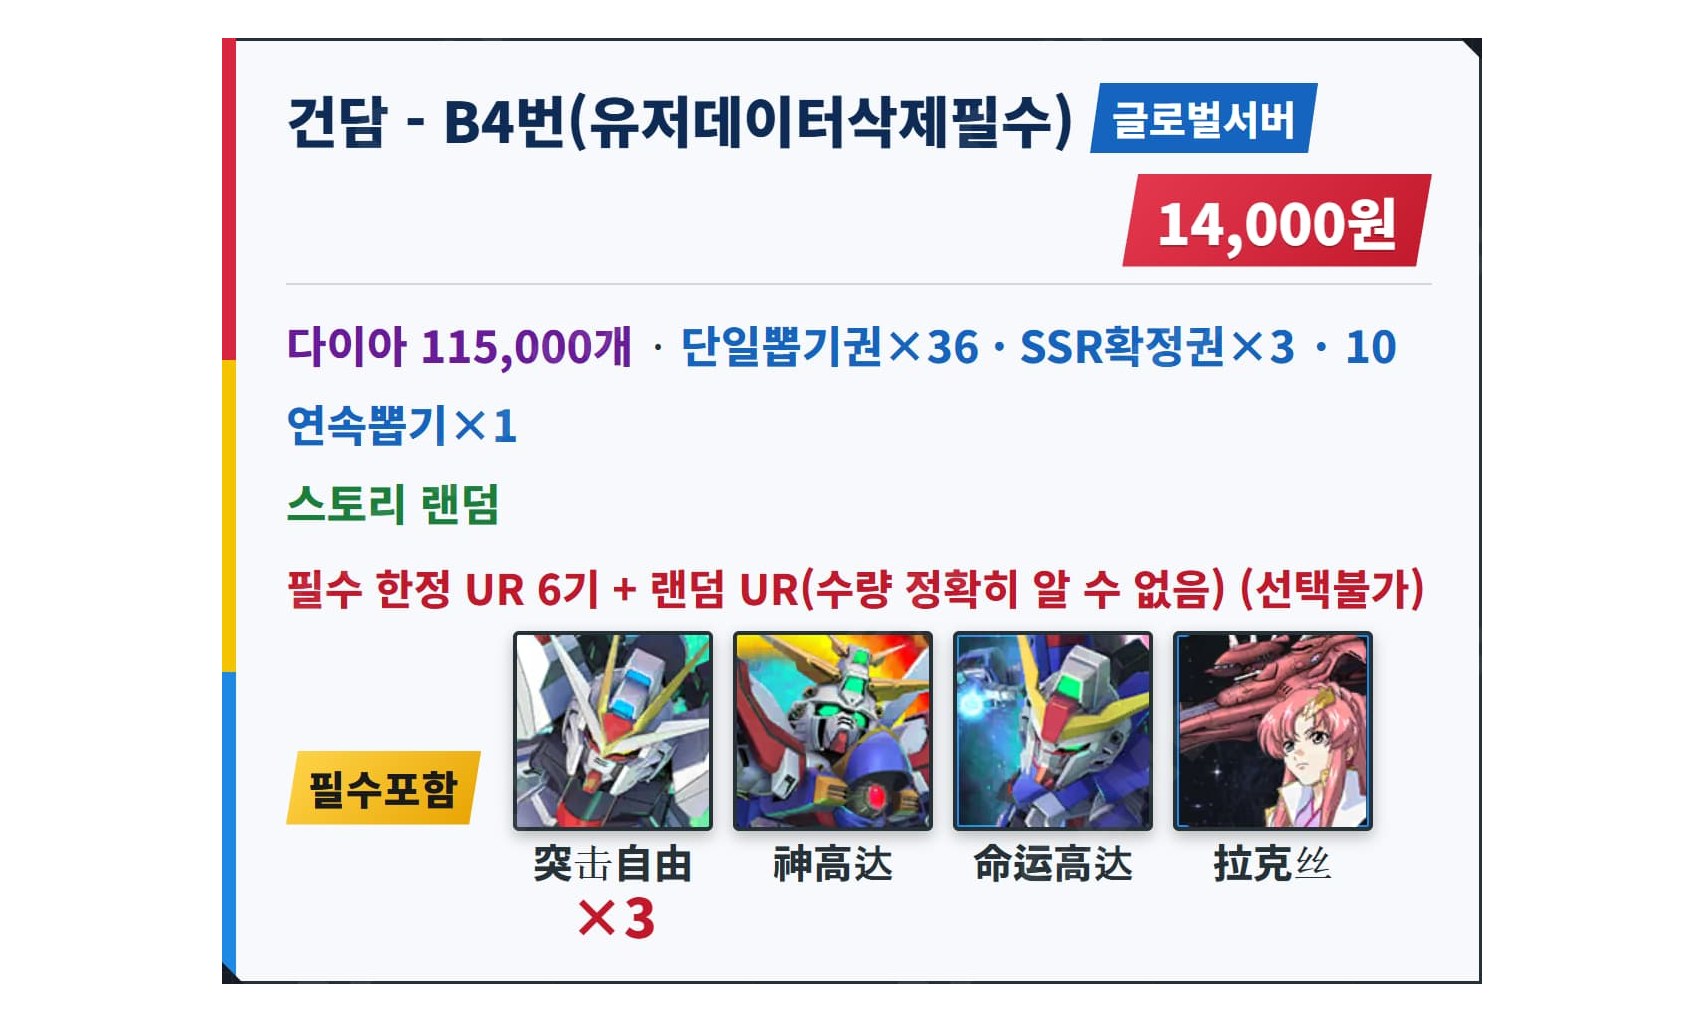 건담 - B4번(유저데이터삭제필수) 글로벌서버
14,000원
다이아 115,000개 · 단일뽑기권×36 · SSR확정권×3 · 10
연속뽑기×1
스토리 랜덤
필수 한정 UR 6기 + 랜덤 UR(수량 정확히 알 수 없음) (선택불가)
필수포함
突击自由 神高达 命运高达 拉克丝
×3